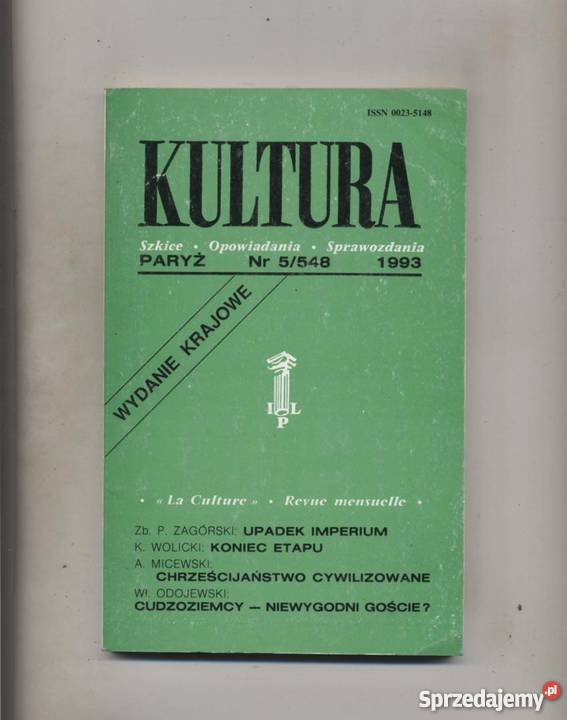 ISSN 0023-5148
KULTURA
Szkice • Opowiadania • Sprawozdania
PARYŻ Nr 5/548 1993
WYDANIE KRAJOWE
I L
P
• « La Culture » • Revue mensuelle •
Zb. P. ZAGÓRSKI: UPADEK IMPERIUM
K. WOLICKI: KONIEC ETAPU
A. MICEWSKI:
CHRZEŚCIJAŃSTWO CYWILIZOWANE
Wł. ODOJEWSKI:
CUDZOZIEMCY — NIEWYGODNI GOŚCIE?
Sprzedajemy.pl